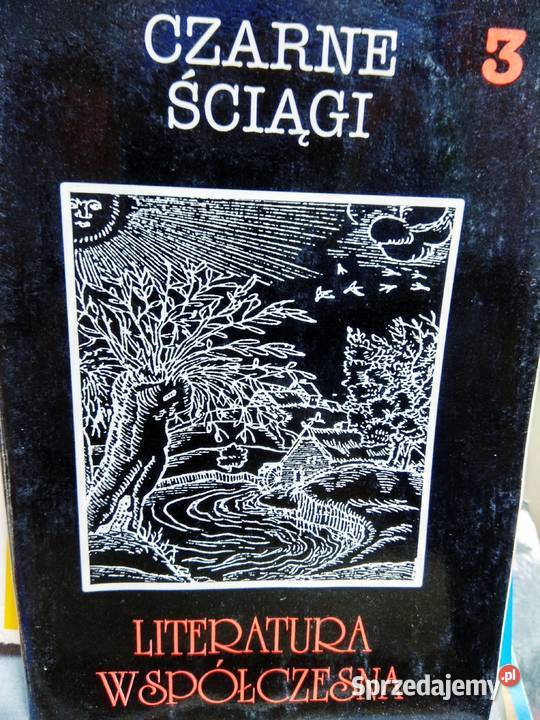 CZARNE
3
ŚCIĄGI
LITERATURA
WSPÓŁCZESNA
Sprzedajemy.pl